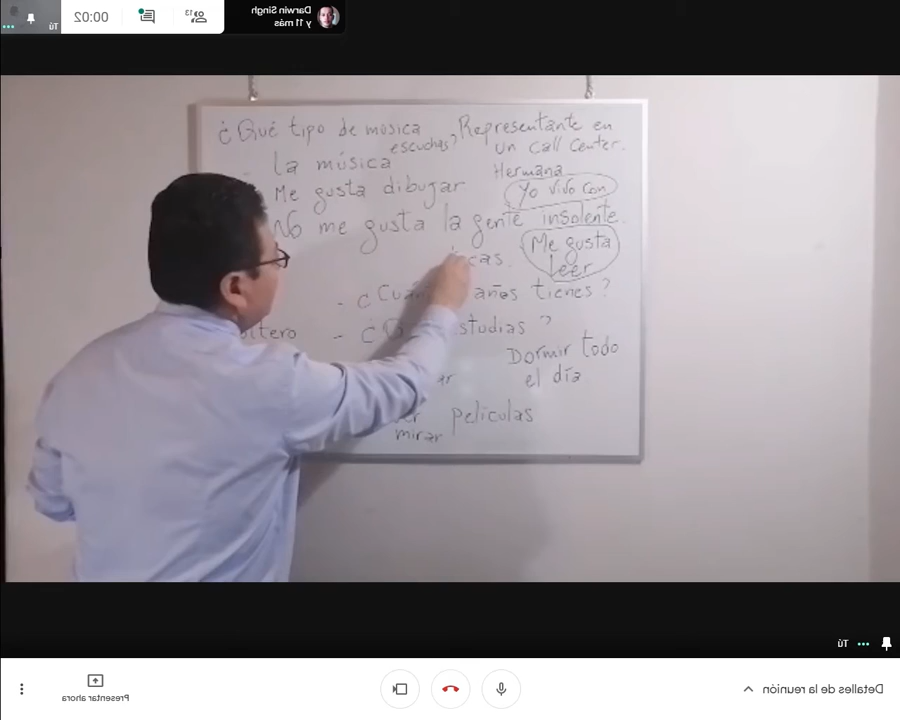 Darwin Singh
y 11 más
13
00:02
Tú
¿Qué tipo de música
escuchas?
Representante en
un call center.
- La música
Hermana
Me gusta dibujar
Yo vivo con
No me gusta la gente insolente.
Me gusta
Leer
- ¿ años tienes?
- ¿ ?
Dormir todo
el día
películas
mirar
Tú
Presentar ahora
Detalles de la reunión